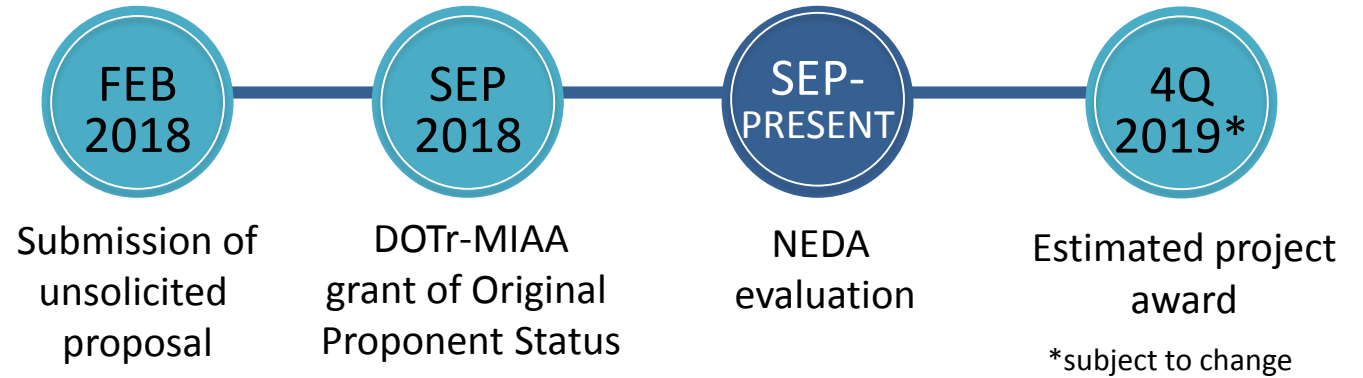 FEB
2018
SEP
2018
SEP-
PRESENT
4Q
2019*
Submission of
unsolicited
proposal
DOTr-MIAA
grant of Original
Proponent Status
NEDA
evaluation
Estimated project
award
*subject to change